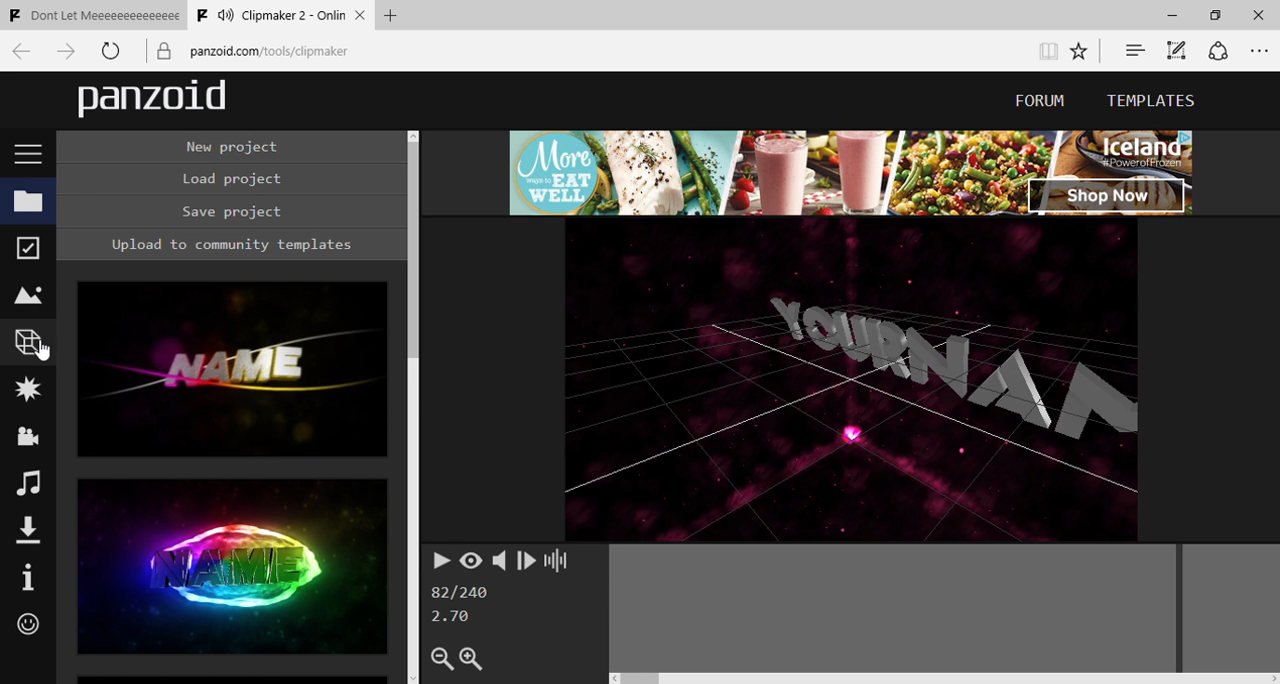 Dont Let Meeeeeeeeeeeeeee
Clipmaker 2 - Onlin
panzoid.com/tools/clipmaker
panzoid
FORUM
TEMPLATES
New project
Load project
Save project
Upload to community templates
More
ways to EAT
WELL
Iceland
#PowerofFrozen
Shop Now
NAME
YOURNAM
NAME
82/240
2.70